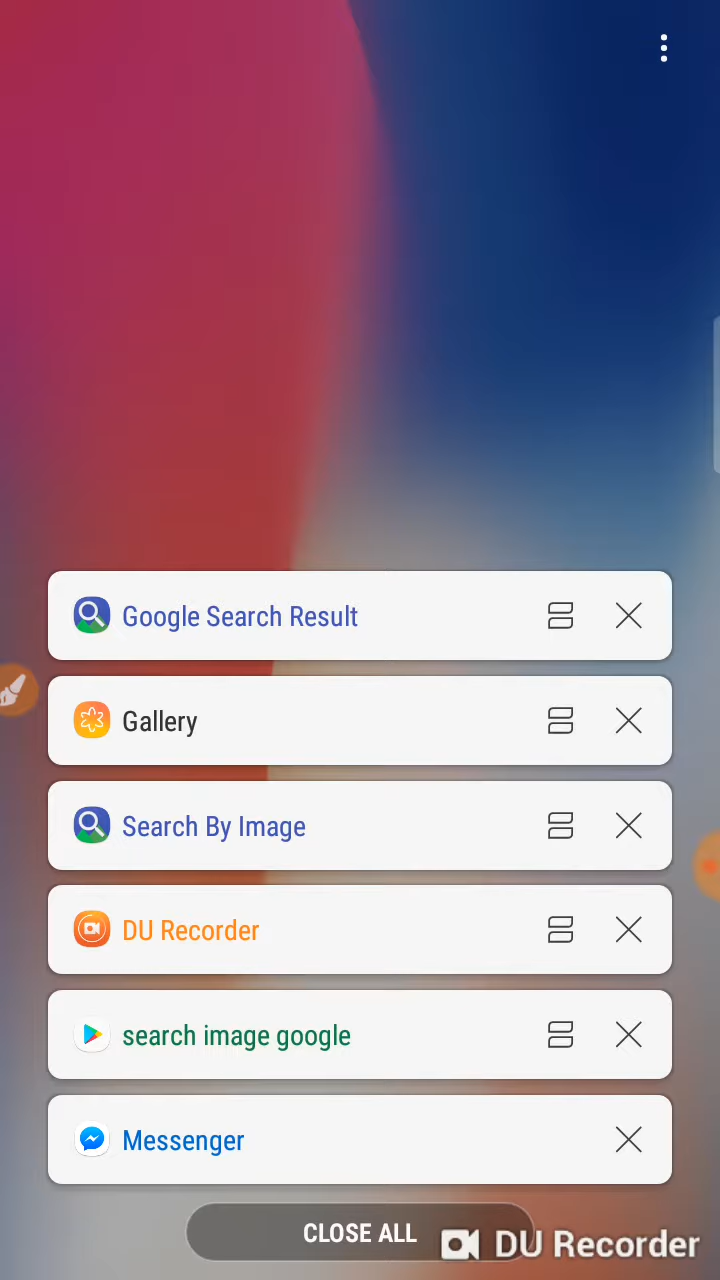 Google Search Result
Gallery
Search By Image
DU Recorder
search image google
Messenger
CLOSE ALL
DU Recorder